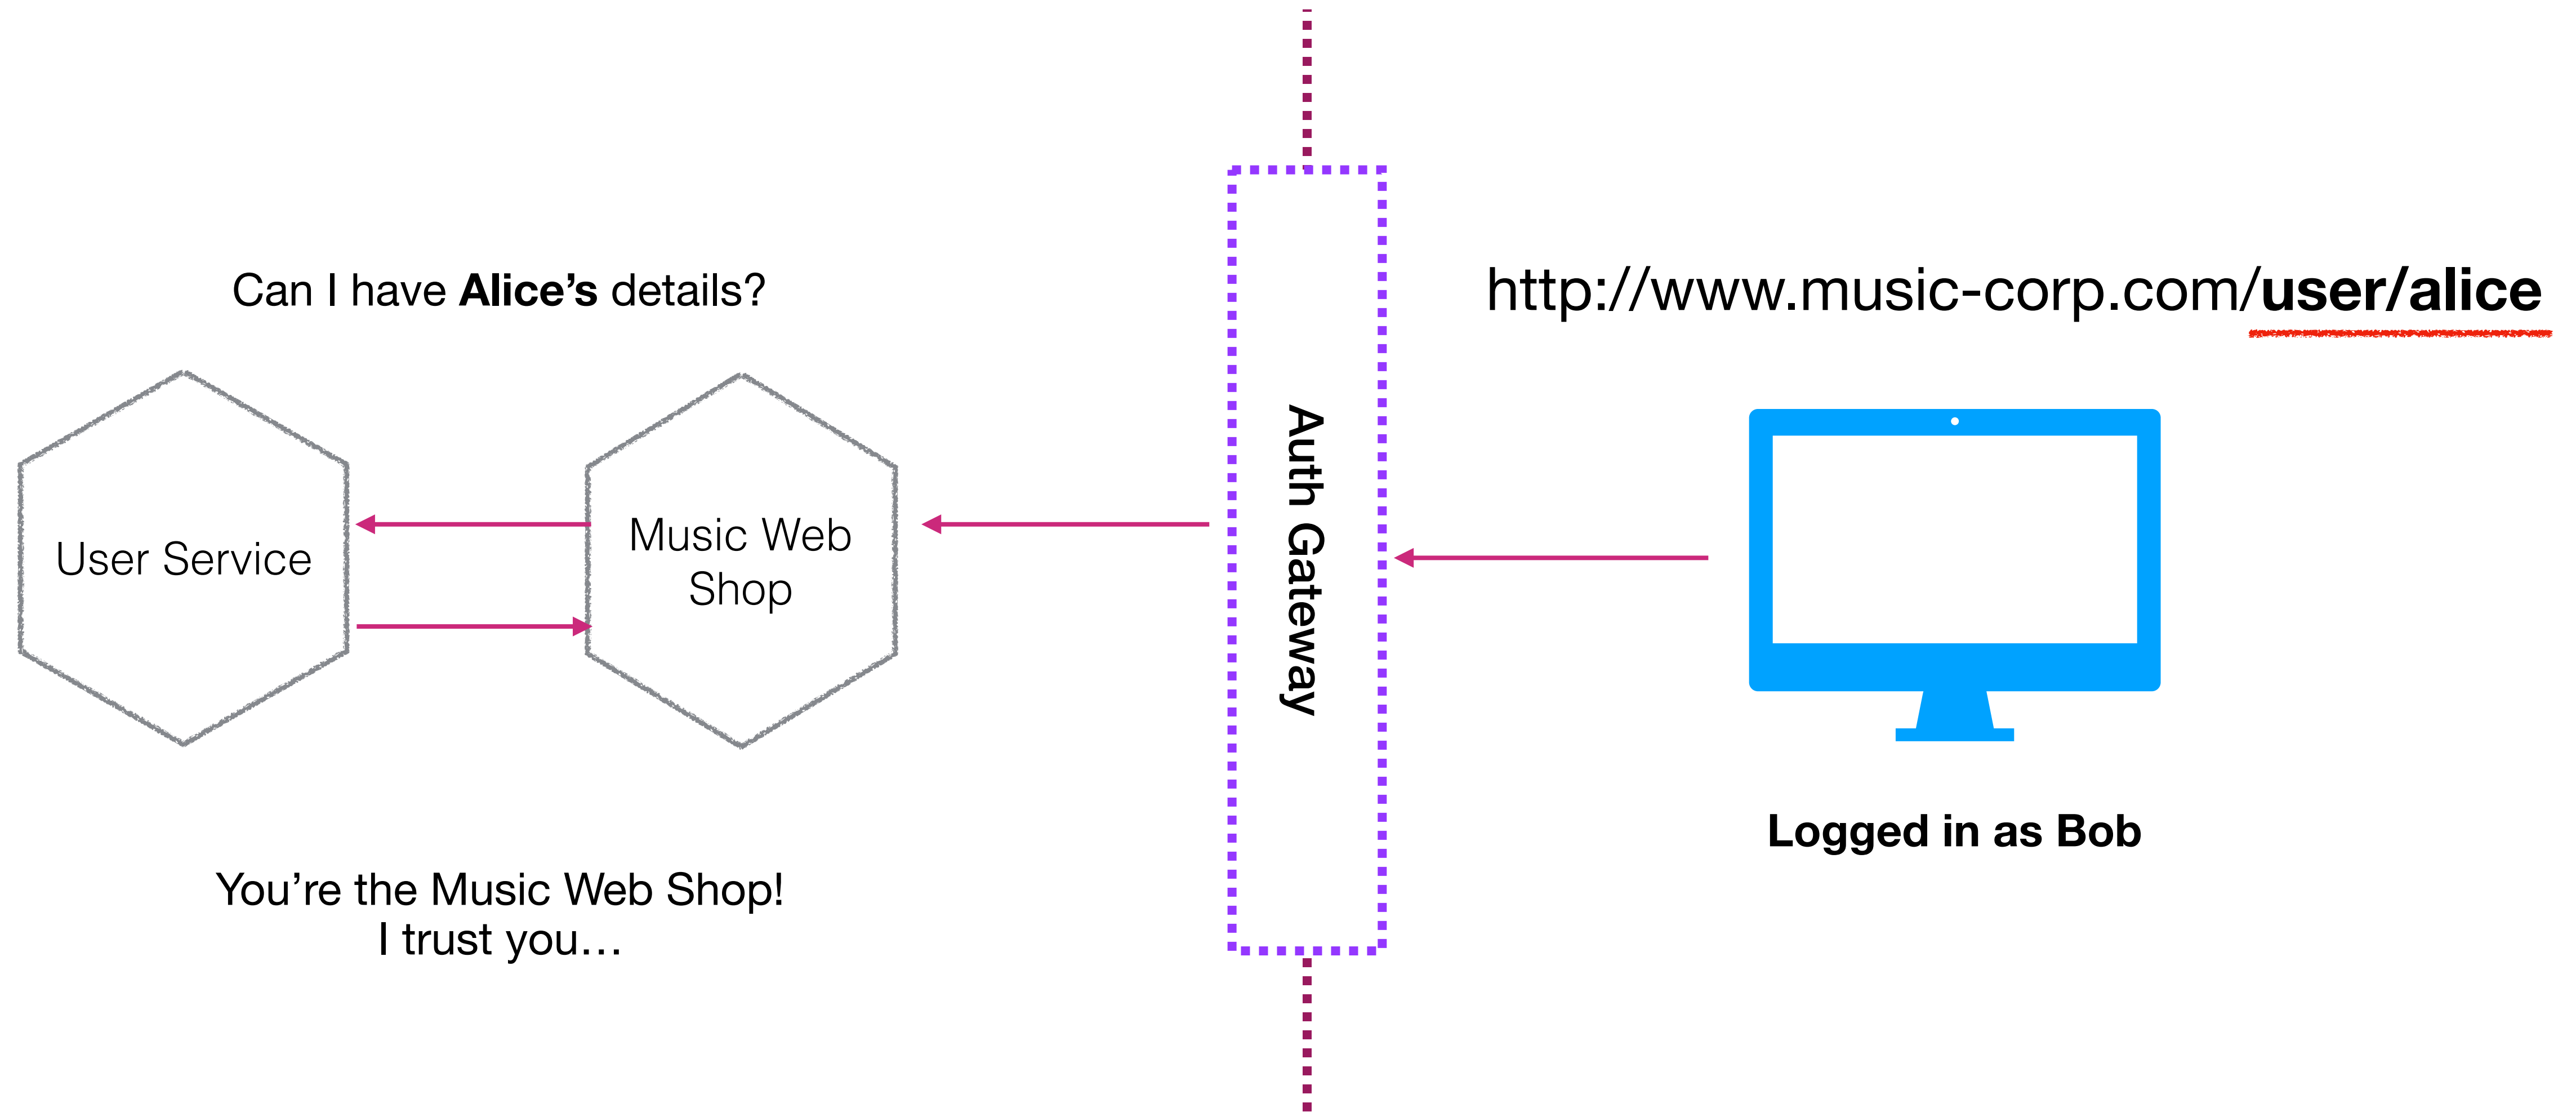 Can I have Alice’s details?
http://www.music-corp.com/user/alice
User Service
Music Web
Shop
Auth Gateway
Logged in as Bob
You’re the Music Web Shop!
I trust you…